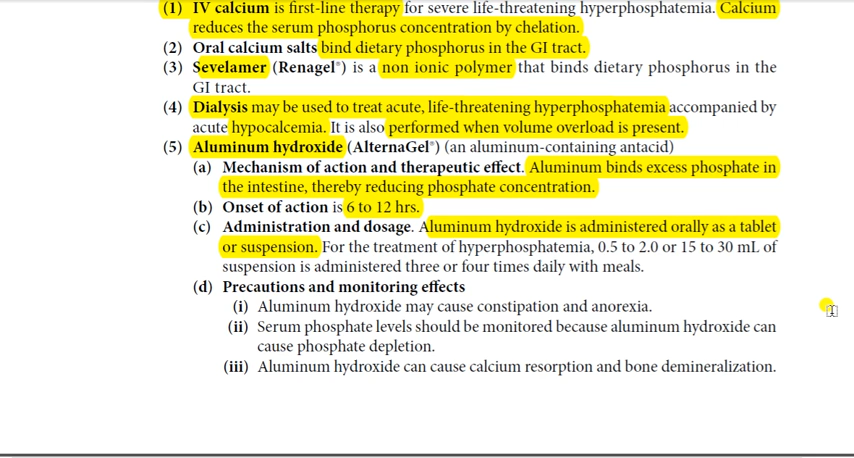 (1) IV calcium is first-line therapy for severe life-threatening hyperphosphatemia. Calcium
reduces the serum phosphorus concentration by chelation.
(2) Oral calcium salts bind dietary phosphorus in the GI tract.
(3) Sevelamer (Renagel®) is a non ionic polymer that binds dietary phosphorus in the
GI tract.
(4) Dialysis may be used to treat acute, life-threatening hyperphosphatemia accompanied by
acute hypocalcemia. It is also performed when volume overload is present.
(5) Aluminum hydroxide (AlternaGel®) (an aluminum-containing antacid)
(a) Mechanism of action and therapeutic effect. Aluminum binds excess phosphate in
the intestine, thereby reducing phosphate concentration.
(b) Onset of action is 6 to 12 hrs.
(c) Administration and dosage. Aluminum hydroxide is administered orally as a tablet
or suspension. For the treatment of hyperphosphatemia, 0.5 to 2.0 or 15 to 30 mL of
suspension is administered three or four times daily with meals.
(d) Precautions and monitoring effects
(i) Aluminum hydroxide may cause constipation and anorexia.
(ii) Serum phosphate levels should be monitored because aluminum hydroxide can
cause phosphate depletion.
(iii) Aluminum hydroxide can cause calcium resorption and bone demineralization.